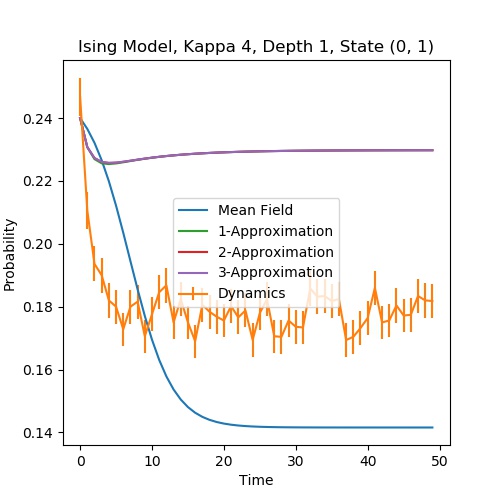 Ising Model, Kappa 4, Depth 1, State (0, 1)
Probability
0.24
0.22
0.20
0.18
0.16
0.14
Mean Field
1-Approximation
2-Approximation
3-Approximation
Dynamics
0 10 20 30 40 50
Time